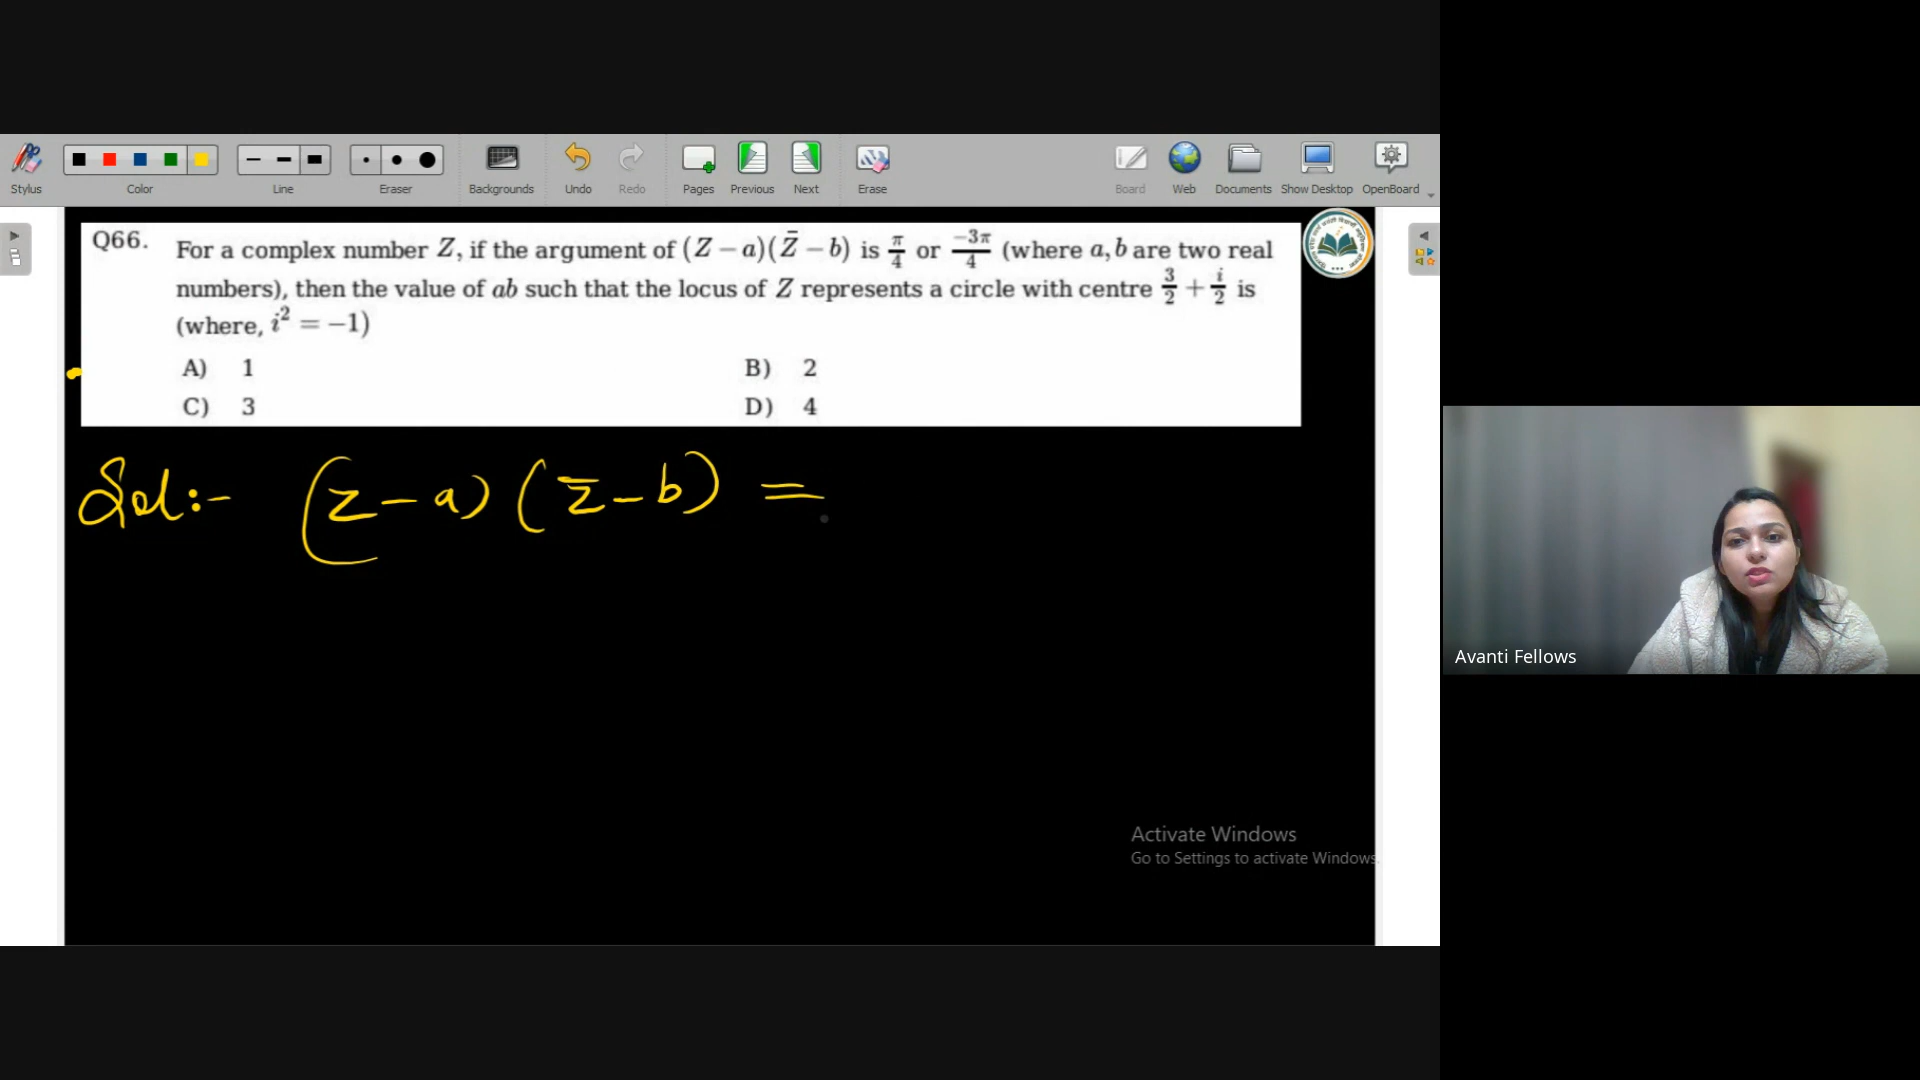 Stylus Color Line Eraser Backgrounds Undo Redo Pages Previous Next Erase Board Web Documents Show Desktop OpenBoard
Q66. For a complex number Z, if the argument of (Z − a)(Z̄ − b) is π/4 or −3π/4 (where a, b are two real
numbers), then the value of ab such that the locus of Z represents a circle with centre 3/2 + i/2 is
(where, i² = −1)
A) 1 B) 2
C) 3 D) 4
Sol:- (z − a) (z̄ − b) =
Activate Windows
Go to Settings to activate Windows.
Avanti Fellows